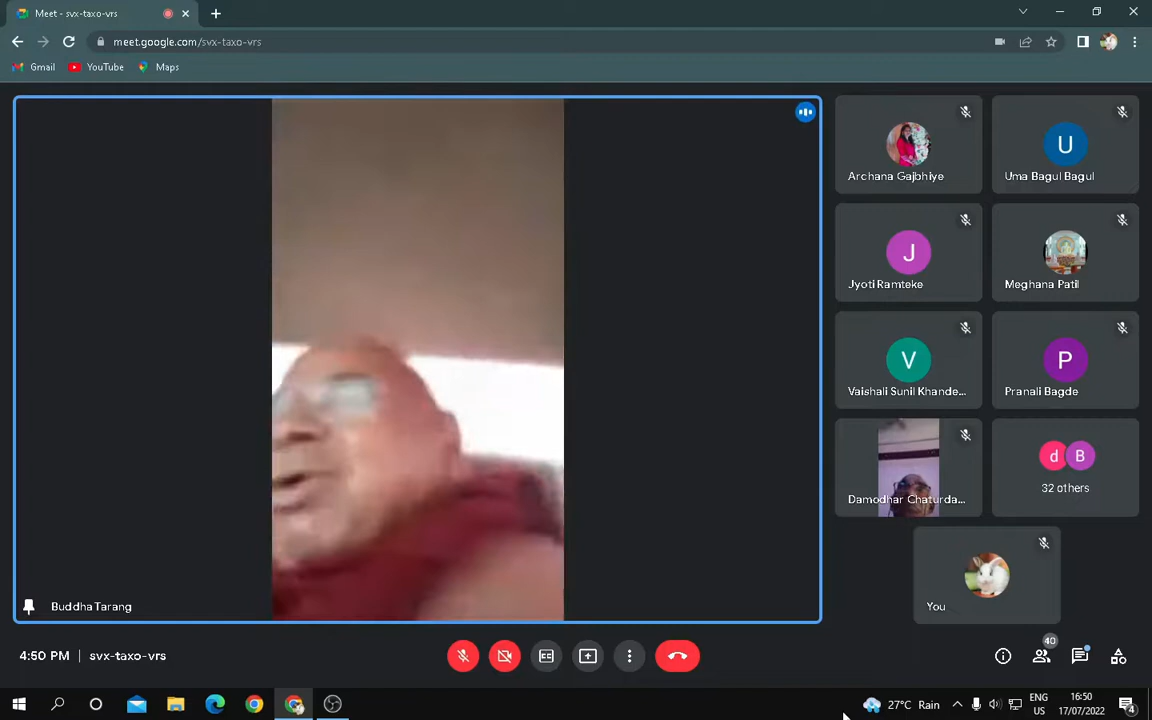 Meet - svx-taxo-vrs
meet.google.com/svx-taxo-vrs
Gmail
YouTube
Maps
Archana Gajbhiye
U
Uma Bagul Bagul
J
Jyoti Ramteke
Meghana Patil
V
Vaishali Sunil Khande...
P
Pranali Bagde
Damodhar Chaturda...
d B
32 others
You
Buddha Tarang
4:50 PM | svx-taxo-vrs
40
27°C Rain
ENG
US
16:50
17/07/2022
4